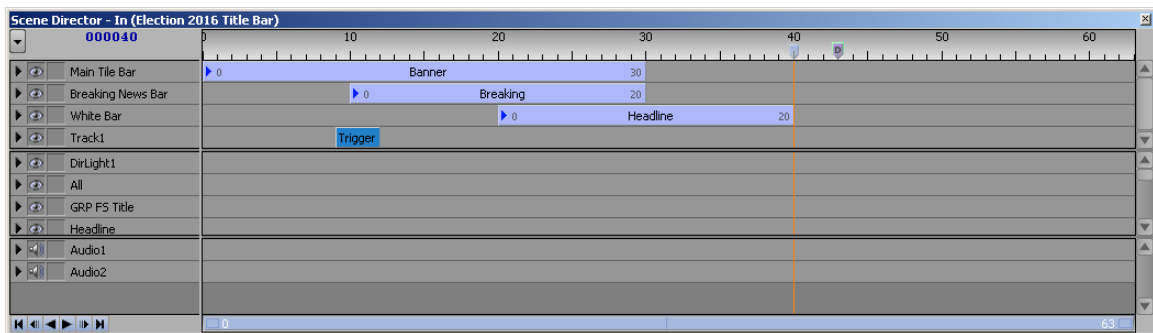 Scene Director - In (Election 2016 Title Bar)
000040 0 10 20 30 40 50 60
D
Main Tile Bar 0 Banner 30
Breaking News Bar 0 Breaking 20
White Bar 0 Headline 20
Track1 Trigger
DirLight1
All
GRP FS Title
Headline
Audio1
Audio2
0 63